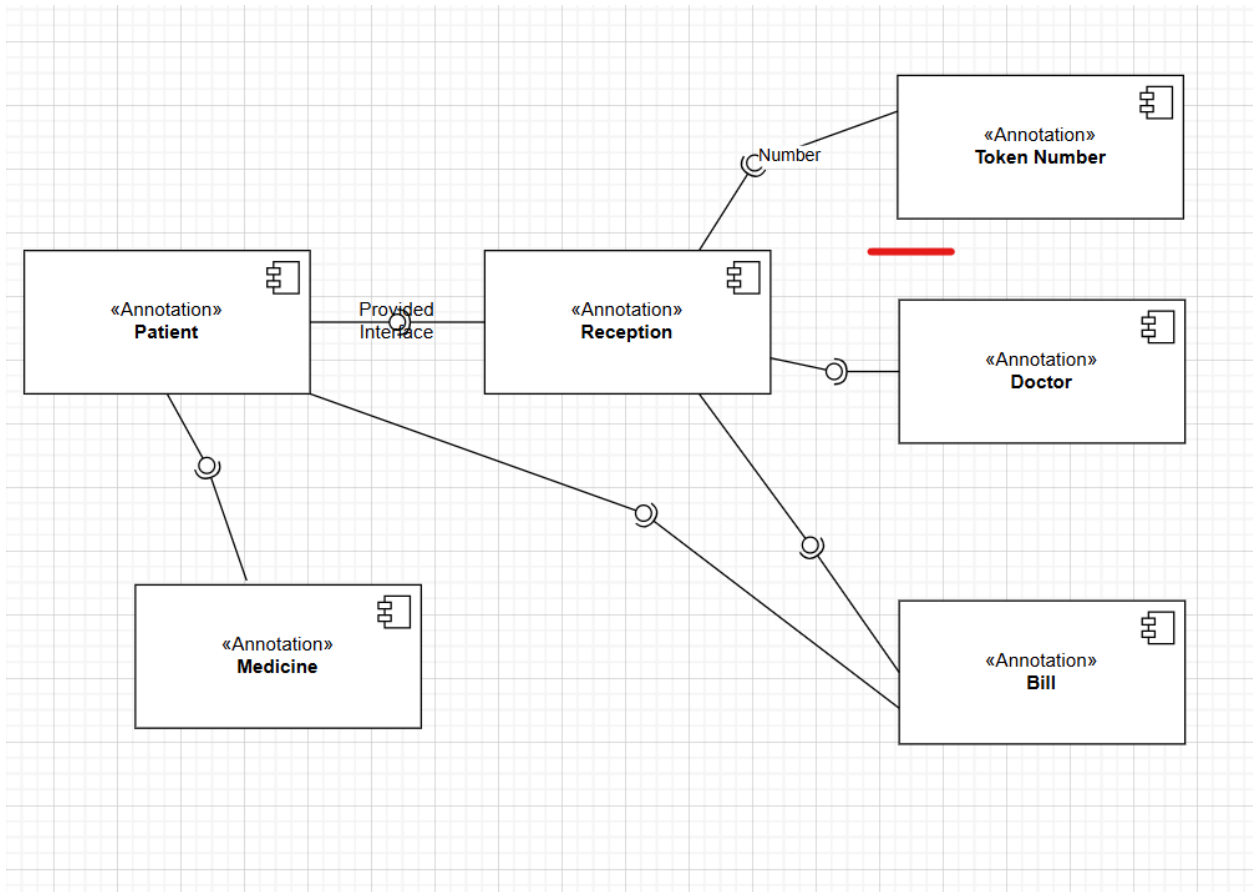 «Annotation»
Token Number
Number
«Annotation»
Patient
Provided
Interface
«Annotation»
Reception
«Annotation»
Doctor
«Annotation»
Medicine
«Annotation»
Bill